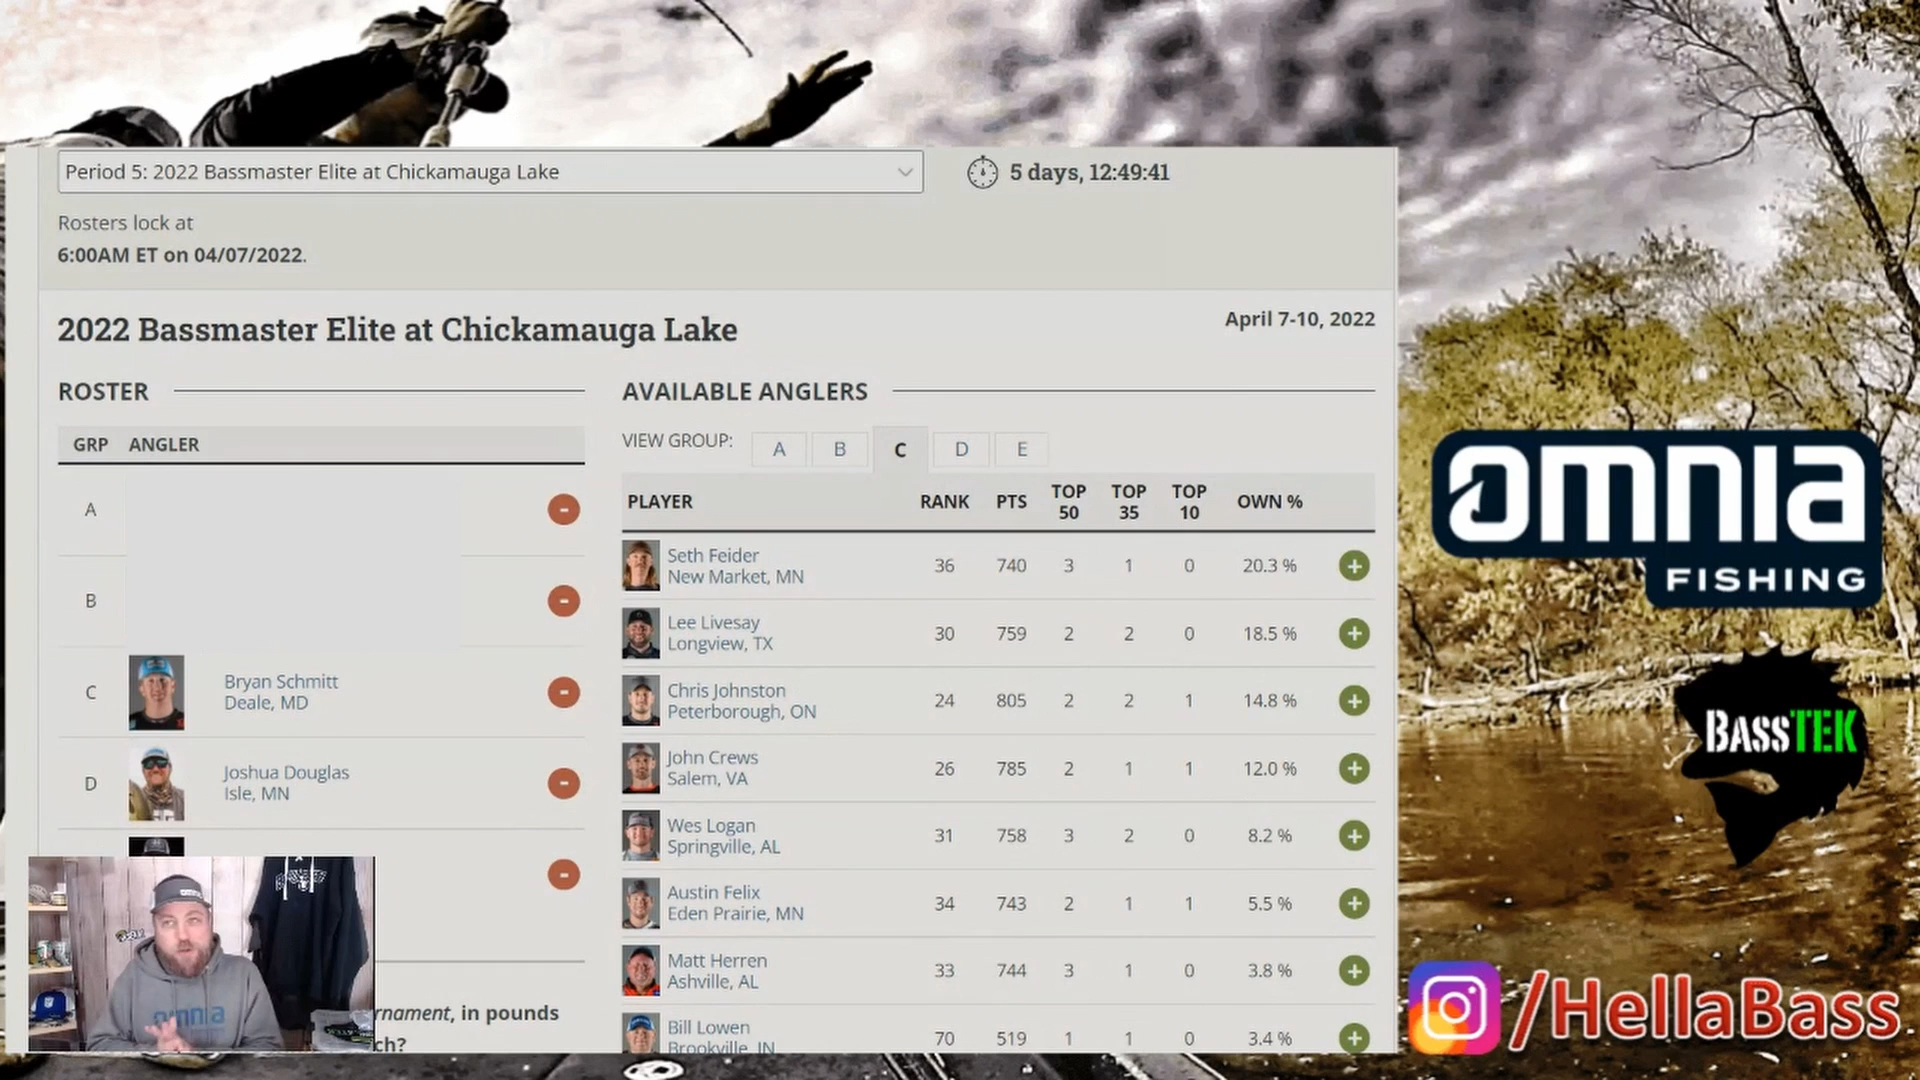 Period 5: 2022 Bassmaster Elite at Chickamauga Lake
5 days, 12:49:41
Rosters lock at
6:00AM ET on 04/07/2022.
2022 Bassmaster Elite at Chickamauga Lake
April 7-10, 2022
ROSTER
GRP ANGLER
A
B
C Bryan Schmitt
Deale, MD
D Joshua Douglas
Isle, MN
rnament, in pounds
ch?
AVAILABLE ANGLERS
VIEW GROUP: A B C D E
PLAYER RANK PTS TOP 50 TOP 35 TOP 10 OWN %
Seth Feider
New Market, MN 36 740 3 1 0 20.3 %
Lee Livesay
Longview, TX 30 759 2 2 0 18.5 %
Chris Johnston
Peterborough, ON 24 805 2 2 1 14.8 %
John Crews
Salem, VA 26 785 2 1 1 12.0 %
Wes Logan
Springville, AL 31 758 3 2 0 8.2 %
Austin Felix
Eden Prairie, MN 34 743 2 1 1 5.5 %
Matt Herren
Ashville, AL 33 744 3 1 0 3.8 %
Bill Lowen
Brookville, IN 70 519 1 1 0 3.4 %
omnia
FISHING
BASSTEK
/HellaBass
omnia